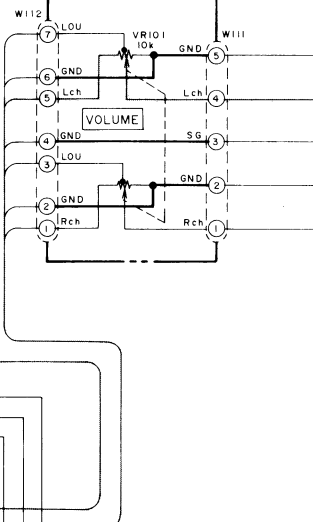 W112
7 LOU
VR101
10k
GND 5
W111
6 GND
5 Lch
Lch 4
VOLUME
4 GND
SG 3
3 LOU
GND 2
2 GND
1 Rch
Rch 1